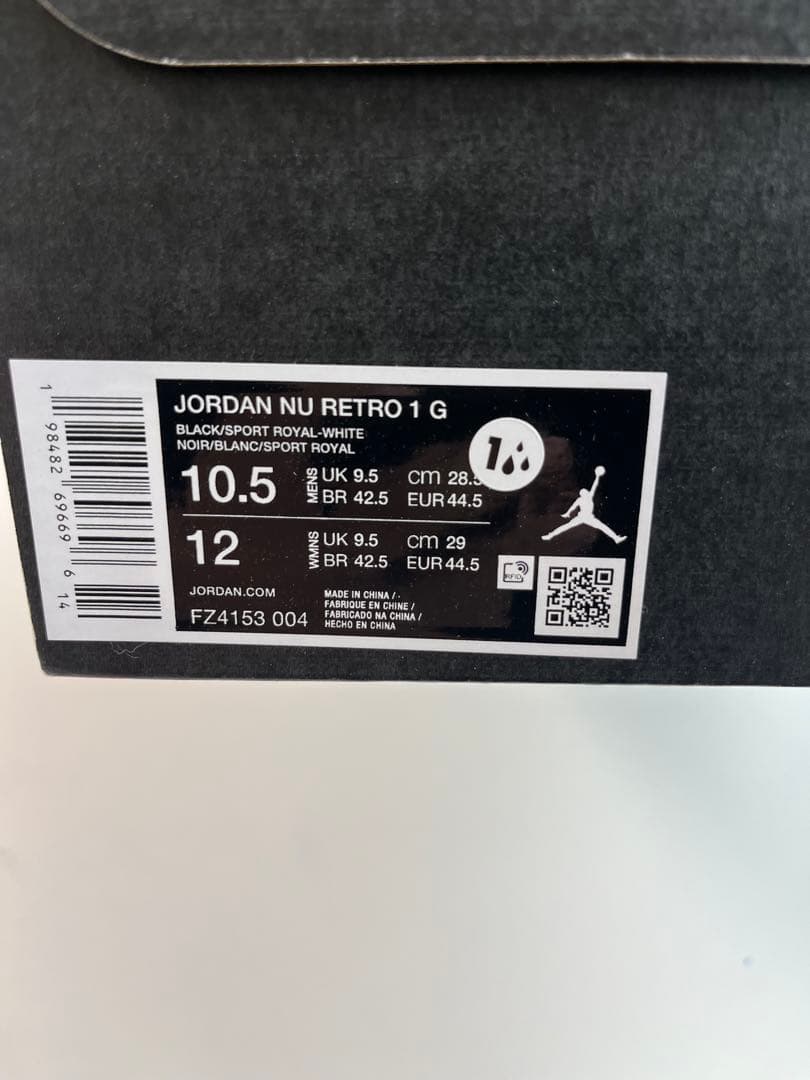 JORDAN NU RETRO 1 G
BLACK/SPORT ROYAL-WHITE
NOIR/BLANC/SPORT ROYAL
10.5 MENS UK 9.5 cm 28.5
BR 42.5 EUR 44.5
12 WMNS UK 9.5 cm 29
BR 42.5 EUR 44.5
JORDAN.COM
FZ4153 004
MADE IN CHINA /
FABRIQUE EN CHINE /
FABRICADO NA CHINA /
HECHO EN CHINA
1
RFID
1 98482 69669 6 14